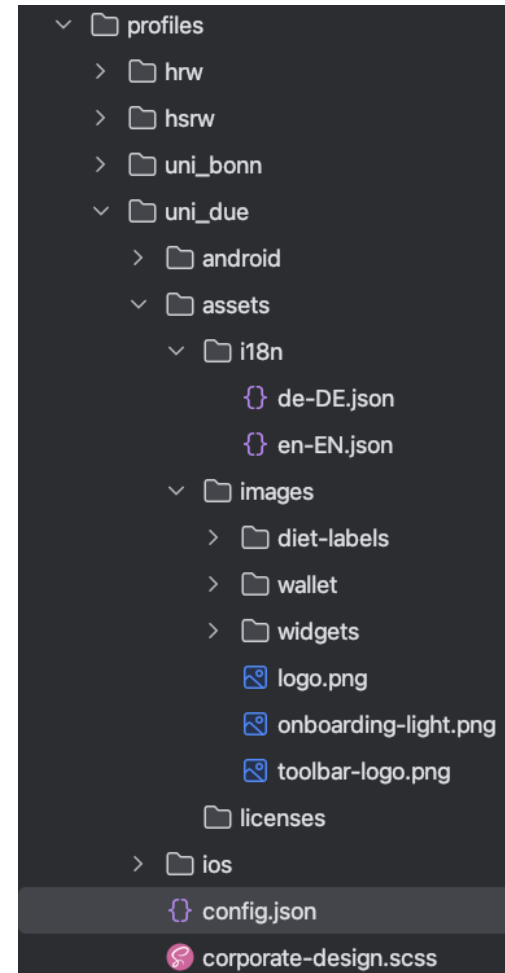 profiles
hrw
hsrw
uni_bonn
uni_due
android
assets
i18n
{} de-DE.json
{} en-EN.json
images
diet-labels
wallet
widgets
logo.png
onboarding-light.png
toolbar-logo.png
licenses
ios
{} config.json
corporate-design.scss